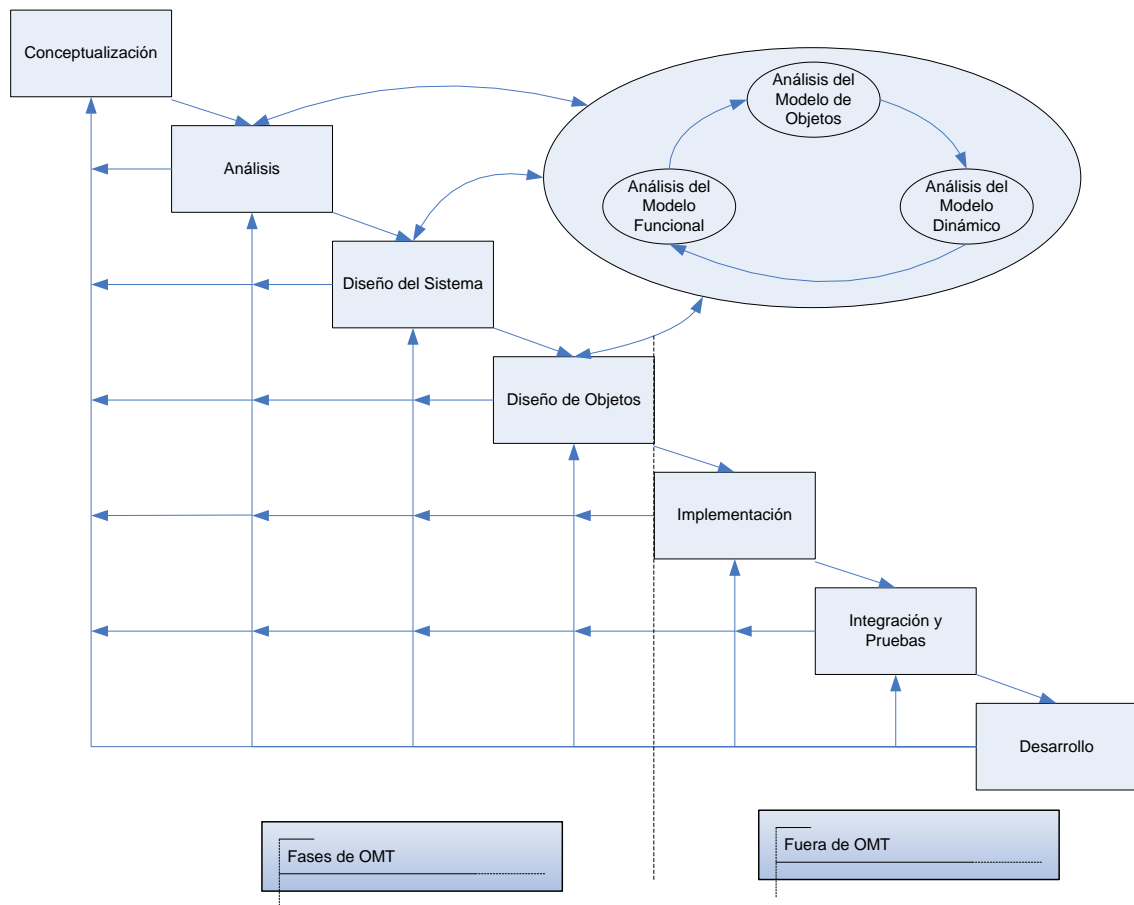 Conceptualización
Análisis
Diseño del Sistema
Diseño de Objetos
Implementación
Integración y
Pruebas
Desarrollo
Análisis del
Modelo de
Objetos
Análisis del
Modelo
Funcional
Análisis del
Modelo
Dinámico
Fases de OMT
Fuera de OMT